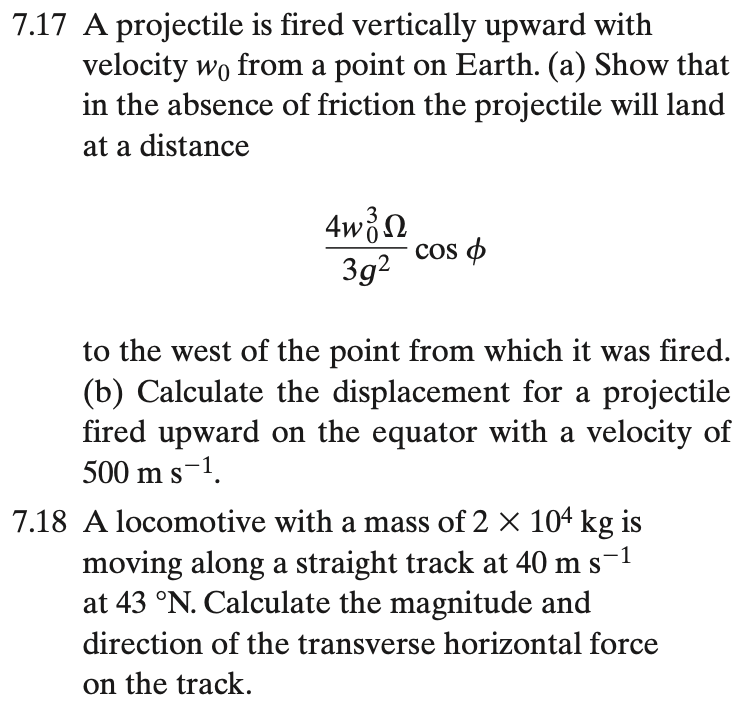 7.17 A projectile is fired vertically upward with
velocity w₀ from a point on Earth. (a) Show that
in the absence of friction the projectile will land
at a distance
4w₀³Ω / 3g² cos ϕ
to the west of the point from which it was fired.
(b) Calculate the displacement for a projectile
fired upward on the equator with a velocity of
500 m s⁻¹.
7.18 A locomotive with a mass of 2 × 10⁴ kg is
moving along a straight track at 40 m s⁻¹
at 43 °N. Calculate the magnitude and
direction of the transverse horizontal force
on the track.